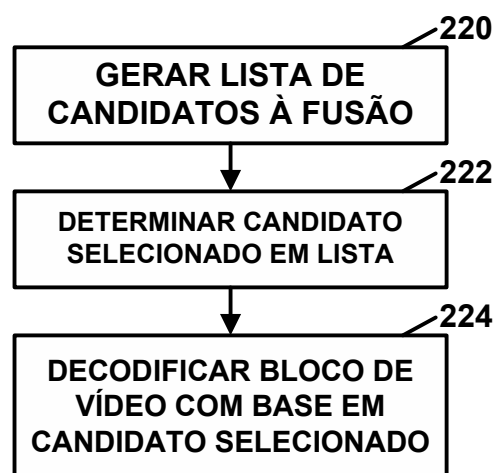 220
GERAR LISTA DE
CANDIDATOS À FUSÃO
222
DETERMINAR CANDIDATO
SELECIONADO EM LISTA
224
DECODIFICAR BLOCO DE
VÍDEO COM BASE EM
CANDIDATO SELECIONADO